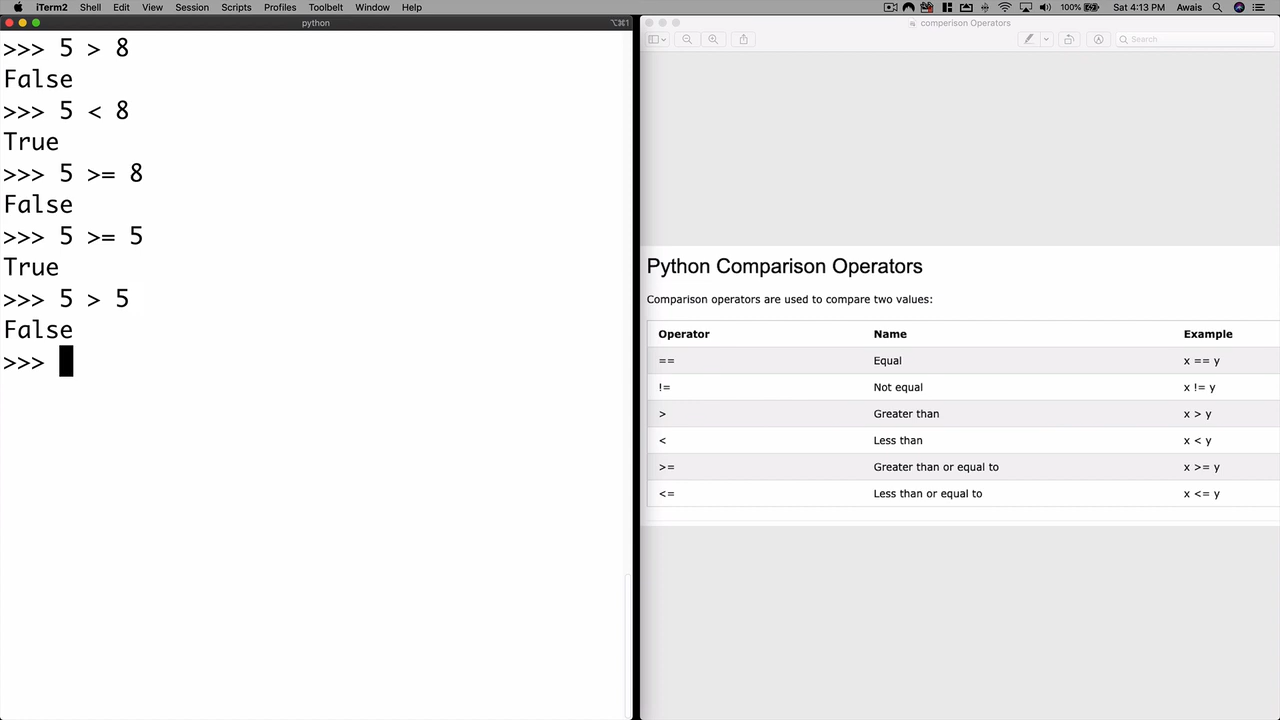 iTerm2 Shell Edit View Session Scripts Profiles Toolbelt Window Help 100% Sat 4:13 PM Awais
python ⌥⌘1
>>> 5 > 8
False
>>> 5 < 8
True
>>> 5 >= 8
False
>>> 5 >= 5
True
>>> 5 > 5
False
>>>
comperison Operators
Search
Python Comparison Operators
Comparison operators are used to compare two values:
Operator Name Example
== Equal x == y
!= Not equal x != y
> Greater than x > y
< Less than x < y
>= Greater than or equal to x >= y
<= Less than or equal to x <= y